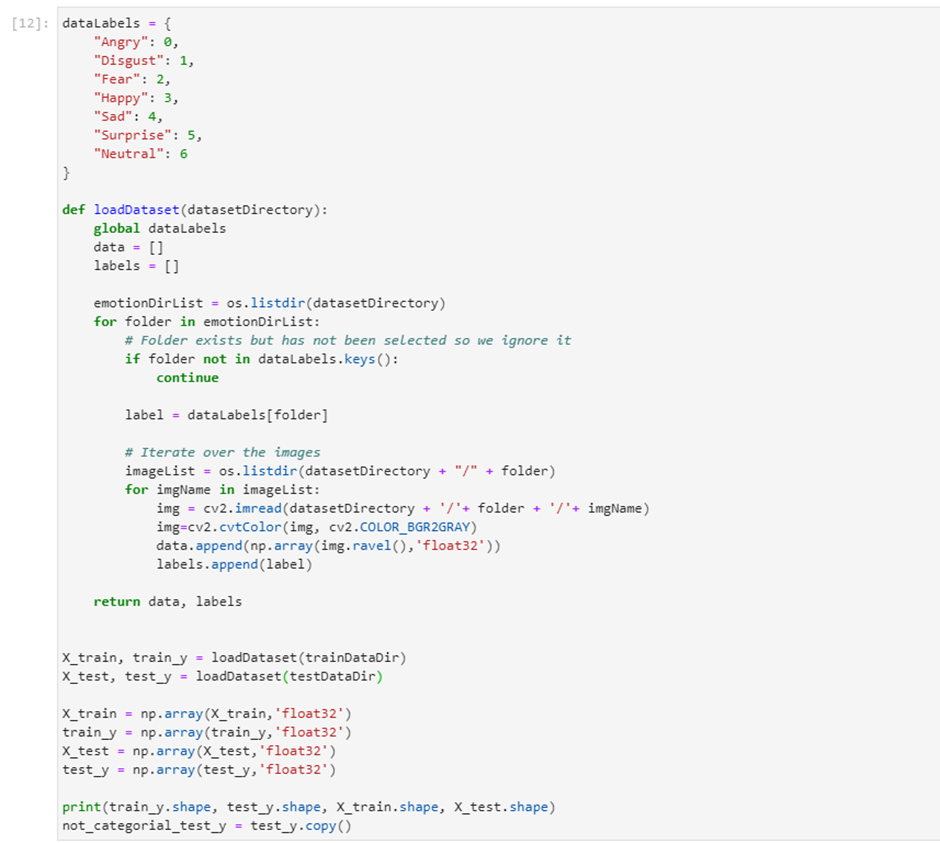 [12]: dataLabels = {
    "Angry": 0,
    "Disgust": 1,
    "Fear": 2,
    "Happy": 3,
    "Sad": 4,
    "Surprise": 5,
    "Neutral": 6
}
def loadDataset(datasetDirectory):
    global dataLabels
    data = []
    labels = []
    emotionDirList = os.listdir(datasetDirectory)
    for folder in emotionDirList:
        # Folder exists but has not been selected so we ignore it
        if folder not in dataLabels.keys():
            continue
        label = dataLabels[folder]
        # Iterate over the images
        imageList = os.listdir(datasetDirectory + "/" + folder)
        for imgName in imageList:
            img = cv2.imread(datasetDirectory + '/'+ folder + '/'+ imgName)
            img=cv2.cvtColor(img, cv2.COLOR_BGR2GRAY)
            data.append(np.array(img.ravel(),'float32'))
            labels.append(label)
    return data, labels
X_train, train_y = loadDataset(trainDataDir)
X_test, test_y = loadDataset(testDataDir)
X_train = np.array(X_train,'float32')
train_y = np.array(train_y,'float32')
X_test = np.array(X_test,'float32')
test_y = np.array(test_y,'float32')
print(train_y.shape, test_y.shape, X_train.shape, X_test.shape)
not_categorial_test_y = test_y.copy()